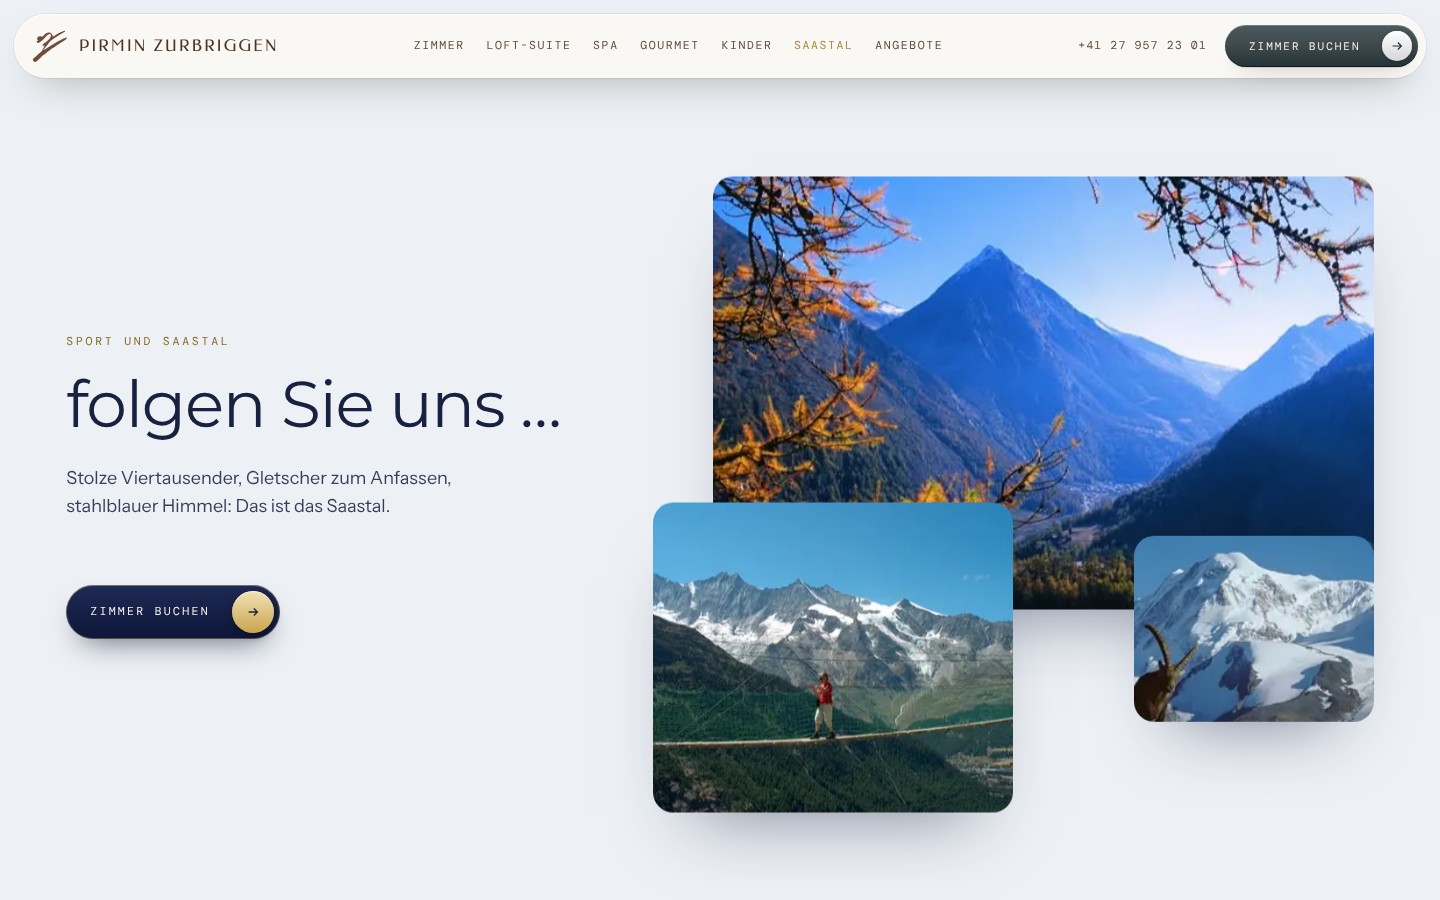 PIRMIN ZURBRIGGEN
ZIMMER LOFT-SUITE SPA GOURMET KINDER SAASTAL ANGEBOTE
+41 27 957 23 01
ZIMMER BUCHEN
SPORT UND SAASTAL
folgen Sie uns ...
Stolze Viertausender, Gletscher zum Anfassen,
stahlblauer Himmel: Das ist das Saastal.
ZIMMER BUCHEN